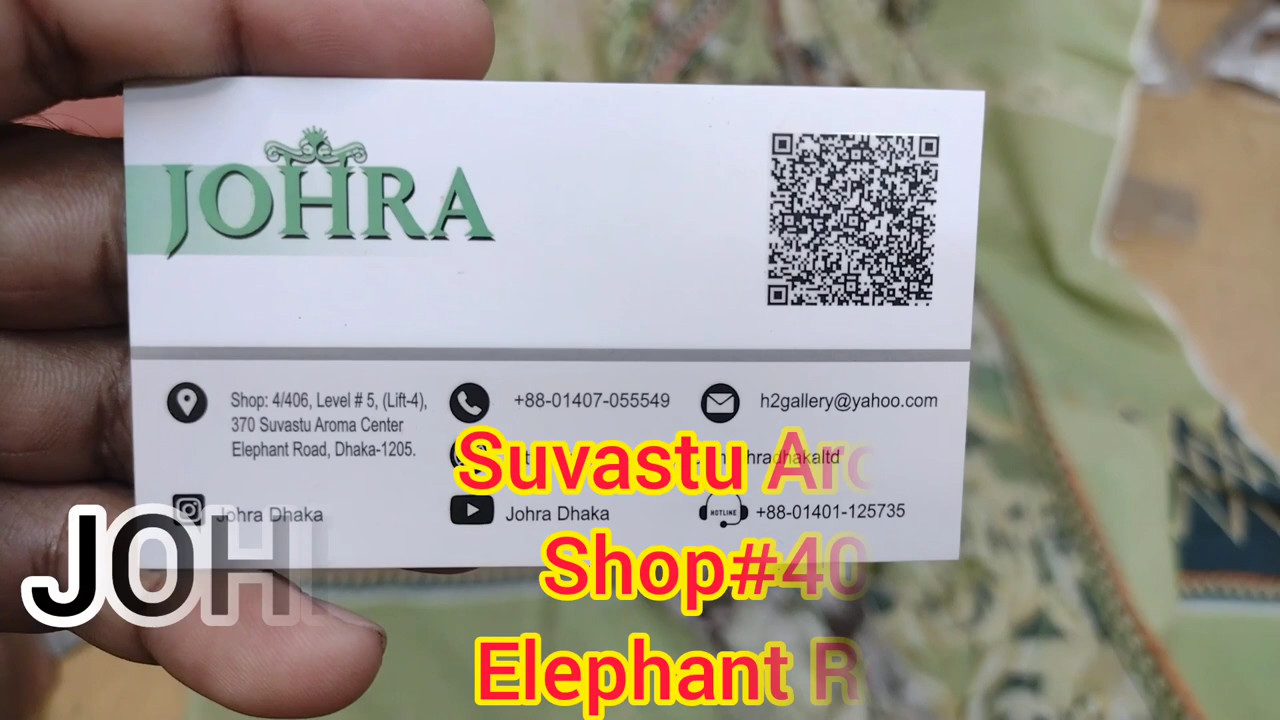 JOHRA
Shop: 4/406, Level # 5, (Lift-4),
370 Suvastu Aroma Center
Elephant Road, Dhaka-1205.
+88-01407-055549
h2gallery@yahoo.com
Johra Dhaka
Johra Dhaka
HOTLINE
+88-01401-125735
JOH
Suvastu Aro
Shop#40
Elephant R